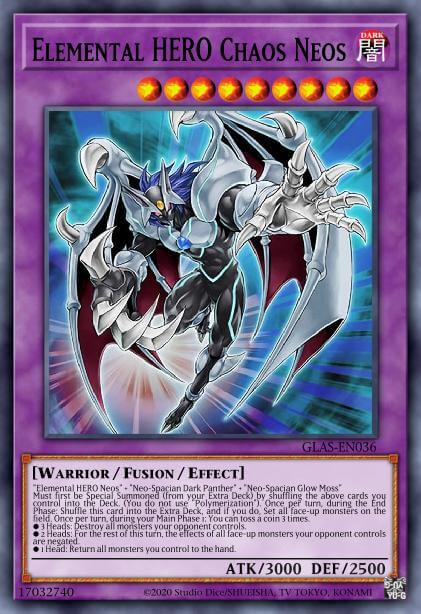 ELEMENTAL HERO CHAOS NEOS
DARK
闇
GLAS-EN036
[WARRIOR / FUSION / EFFECT]
"Elemental HERO Neos" + "Neo-Spacian Dark Panther" + "Neo-Spacian Glow Moss"
Must first be Special Summoned (from your Extra Deck) by shuffling the above cards you
control into the Deck. (You do not use "Polymerization"). Once per turn, during the End
Phase: Shuffle this card into the Extra Deck, and if you do, Set all face-up monsters on the
field. Once per turn, during your Main Phase 1: You can toss a coin 3 times.
●3 Heads: Destroy all monsters your opponent controls.
●2 Heads: For the rest of this turn, the effects of all face-up monsters your opponent controls
are negated.
●1 Head: Return all monsters you control to the hand.
ATK/3000 DEF/2500
17032740
©2020 Studio Dice/SHUEISHA, TV TOKYO, KONAMI